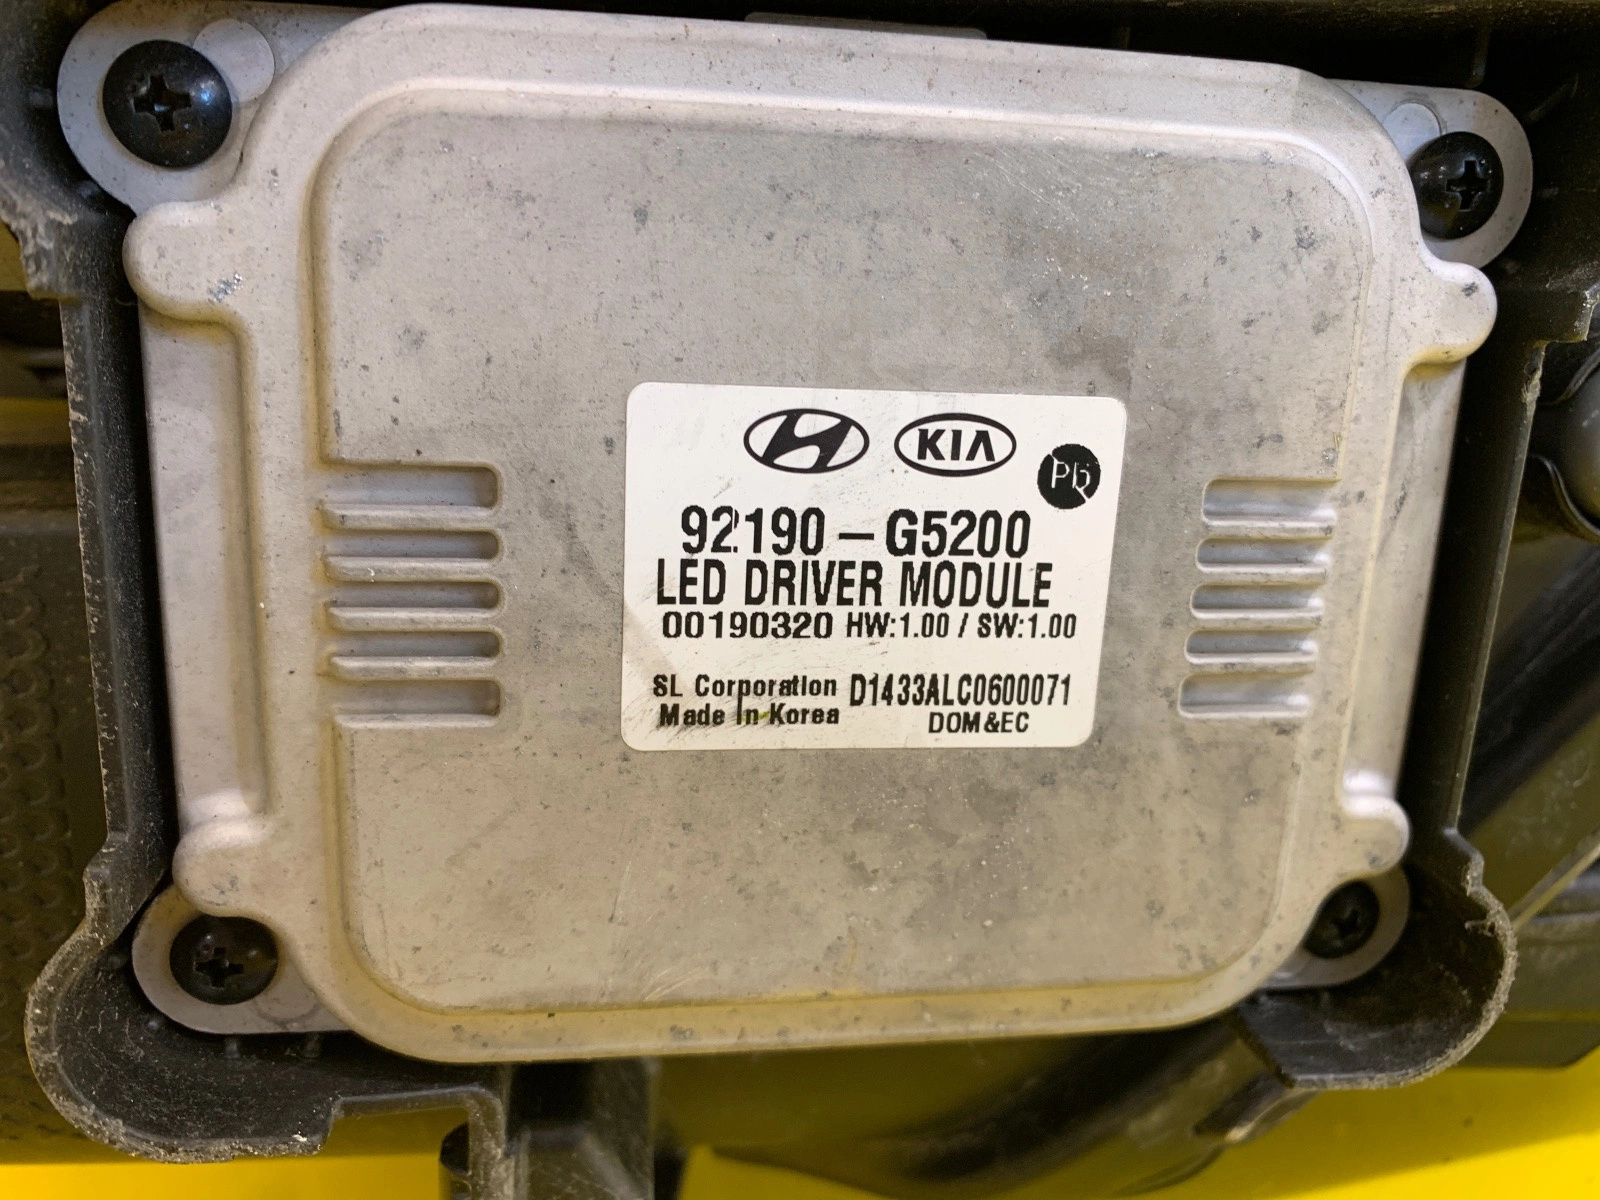 KIA
Pb
92190-G5200
LED DRIVER MODULE
00190320 HW:1.00 / SW:1.00
SL Corporation D1433ALC0600071
Made In Korea DOM&EC